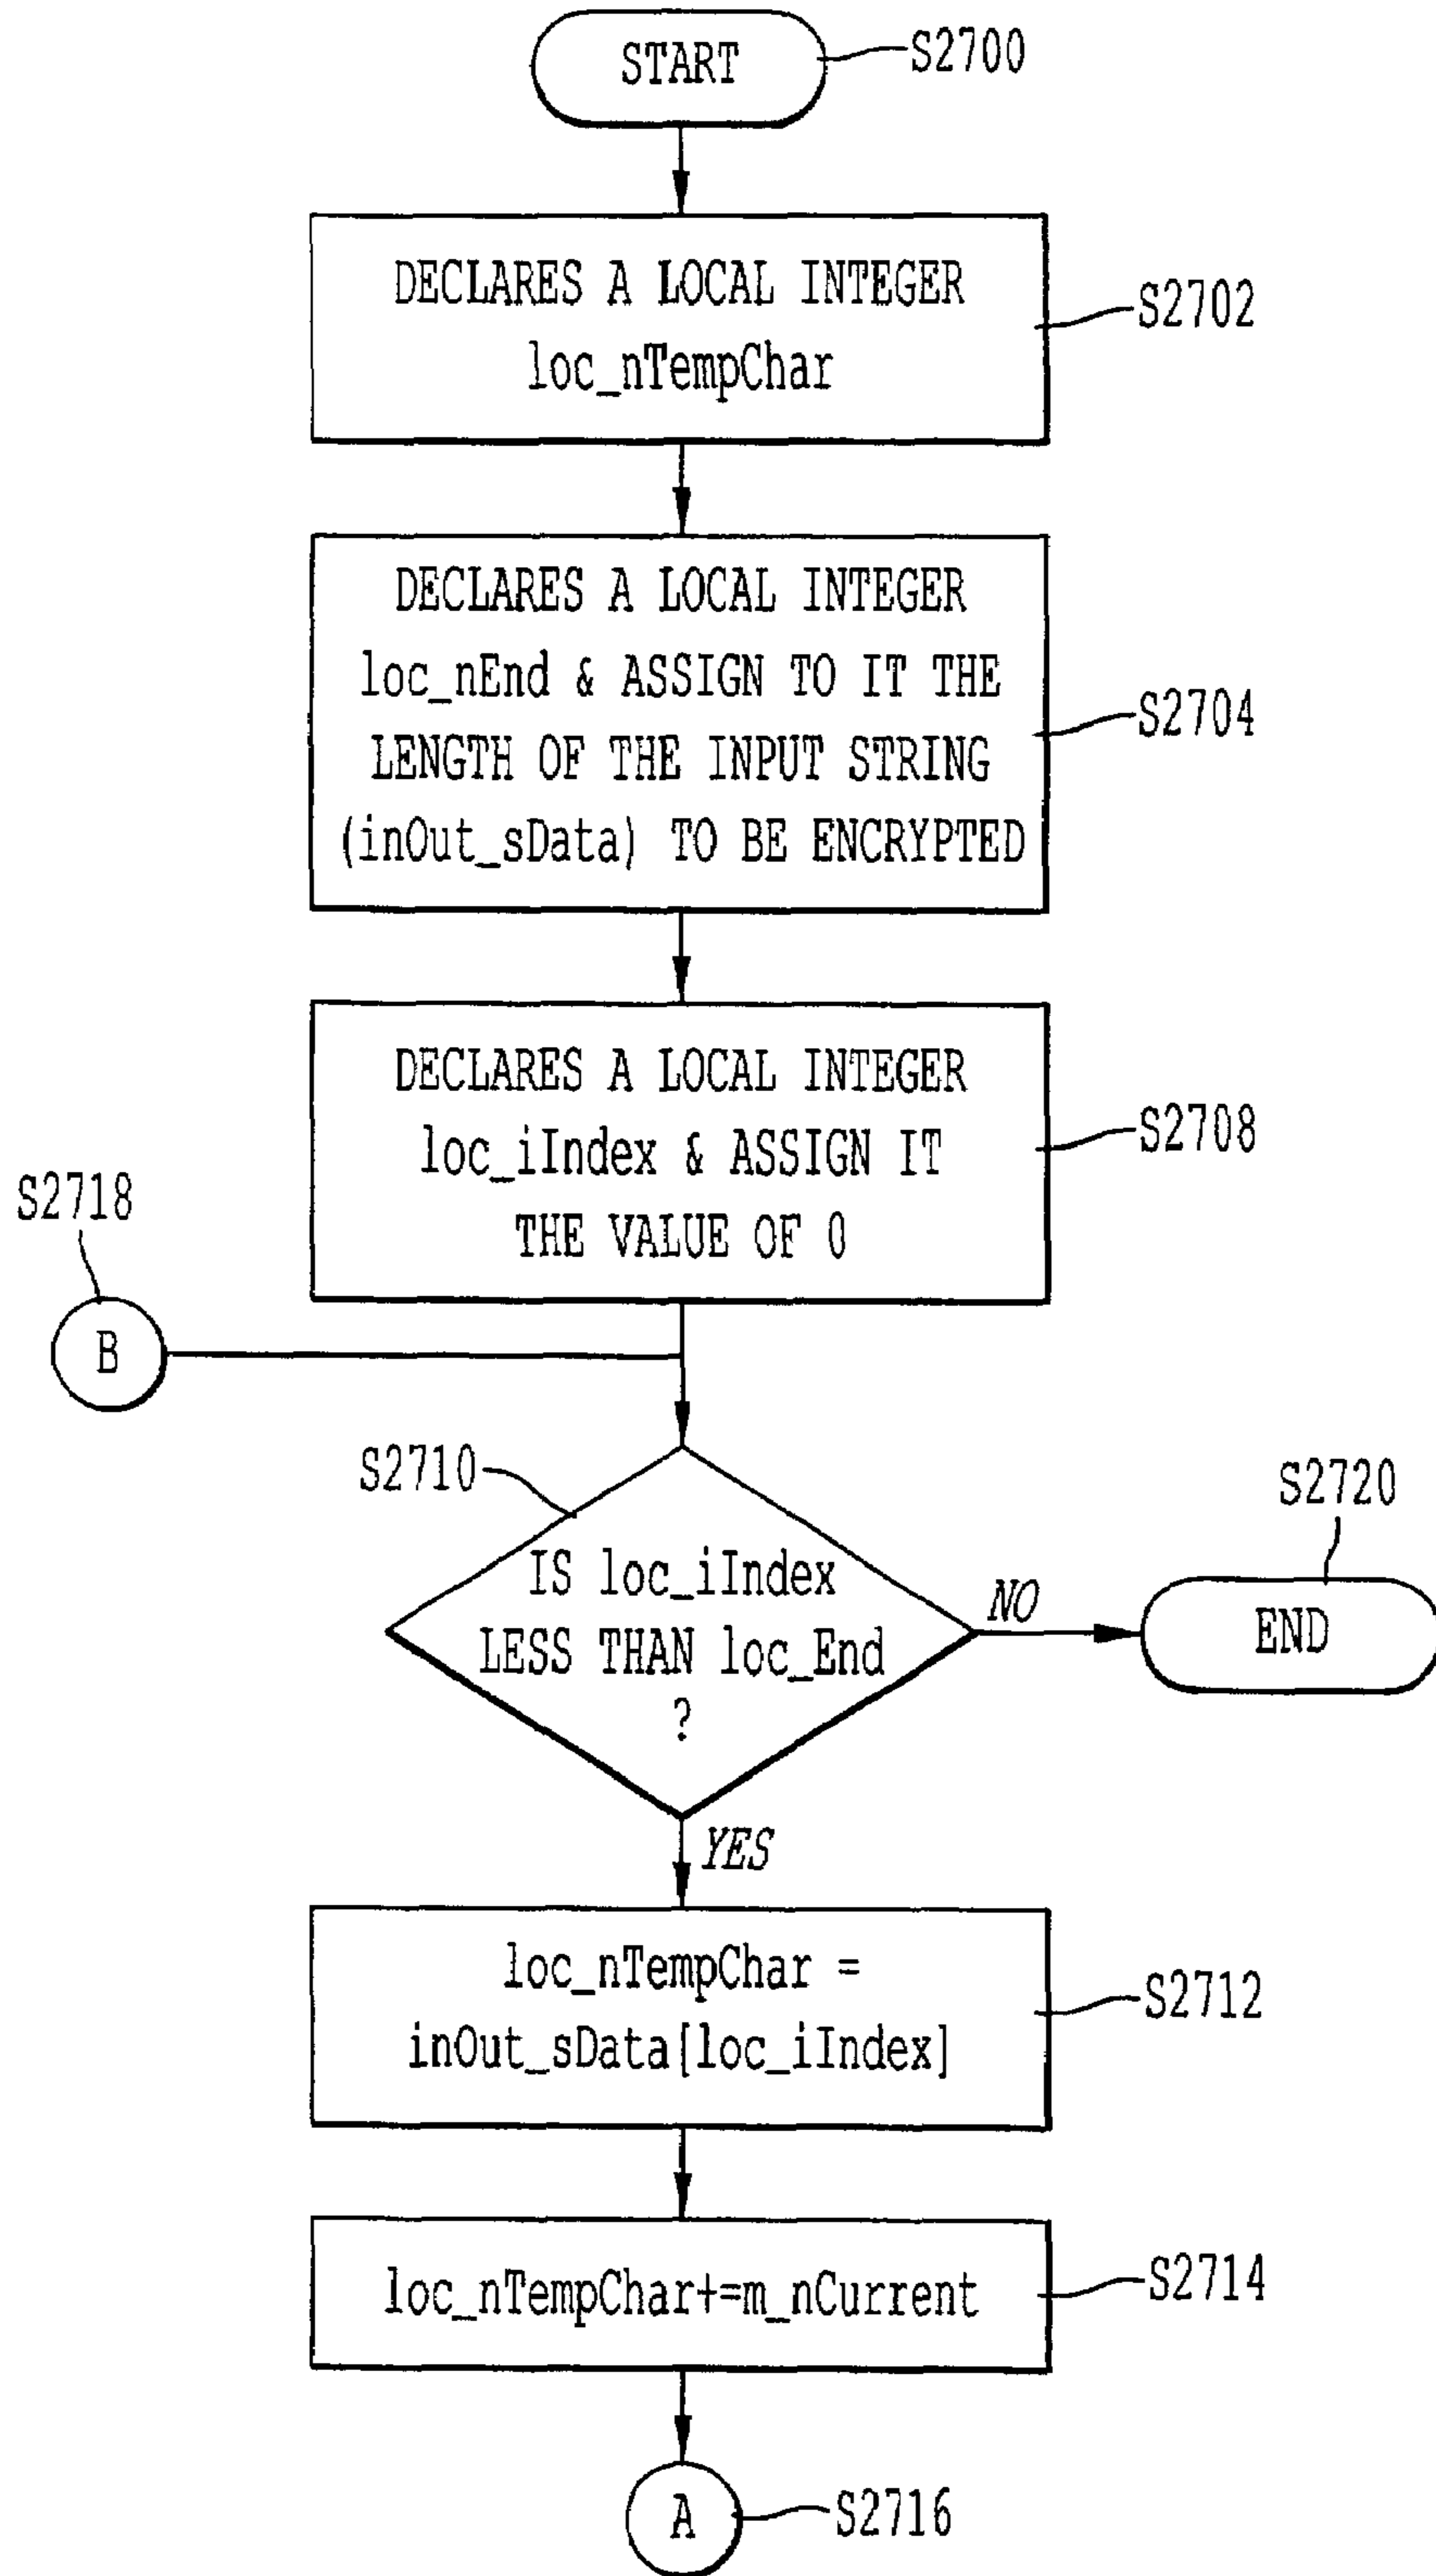 START
S2700
DECLARES A LOCAL INTEGER
loc_nTempChar
S2702
DECLARES A LOCAL INTEGER
loc_nEnd & ASSIGN TO IT THE
LENGTH OF THE INPUT STRING
(inOut_sData) TO BE ENCRYPTED
S2704
DECLARES A LOCAL INTEGER
loc_iIndex & ASSIGN IT
THE VALUE OF 0
S2708
S2718
B
S2710
IS loc_iIndex
LESS THAN loc_End
?
NO
S2720
END
YES
loc_nTempChar =
inOut_sData[loc_iIndex]
S2712
loc_nTempChar+=m_nCurrent
S2714
A
S2716